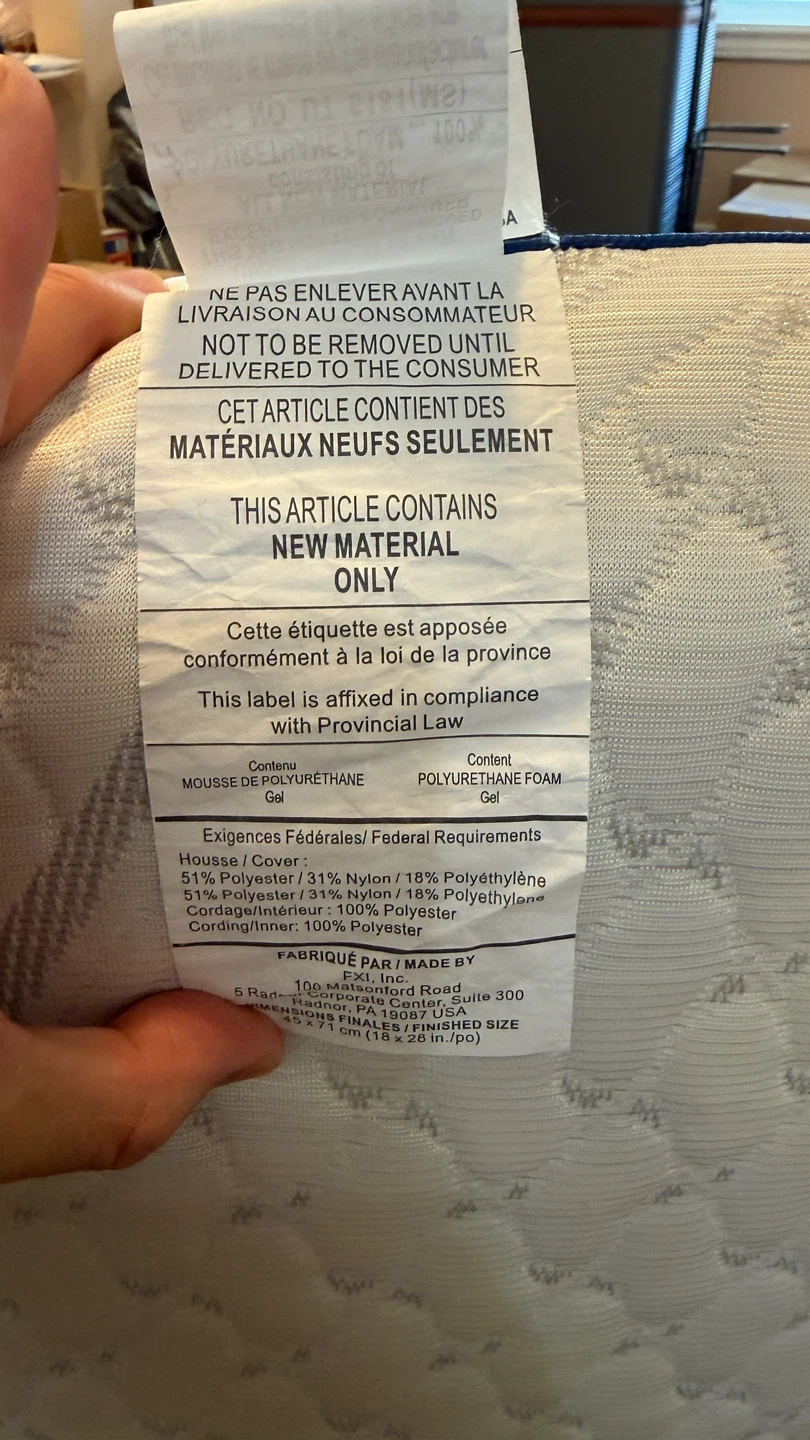 NE PAS ENLEVER AVANT LA
LIVRAISON AU CONSOMMATEUR
NOT TO BE REMOVED UNTIL
DELIVERED TO THE CONSUMER
CET ARTICLE CONTIENT DES
MATÉRIAUX NEUFS SEULEMENT
THIS ARTICLE CONTAINS
NEW MATERIAL
ONLY
Cette étiquette est apposée
conformément à la loi de la province
This label is affixed in compliance
with Provincial Law
Contenu
MOUSSE DE POLYURÉTHANE
Gel
Content
POLYURETHANE FOAM
Gel
Exigences Fédérales/ Federal Requirements
Housse / Cover :
51% Polyester / 31% Nylon / 18% Polyéthylène
51% Polyester / 31% Nylon / 18% Polyethylene
Cordage/Intérieur : 100% Polyester
Cording/Inner: 100% Polyester
FABRIQUÉ PAR / MADE BY
FXI, Inc.
100 Matsonford Road
5 Corporate Center, Suite 300
Radnor, PA 19087 USA
DIMENSIONS FINALES / FINISHED SIZE
45 x 71 cm (18 x 28 in./po)